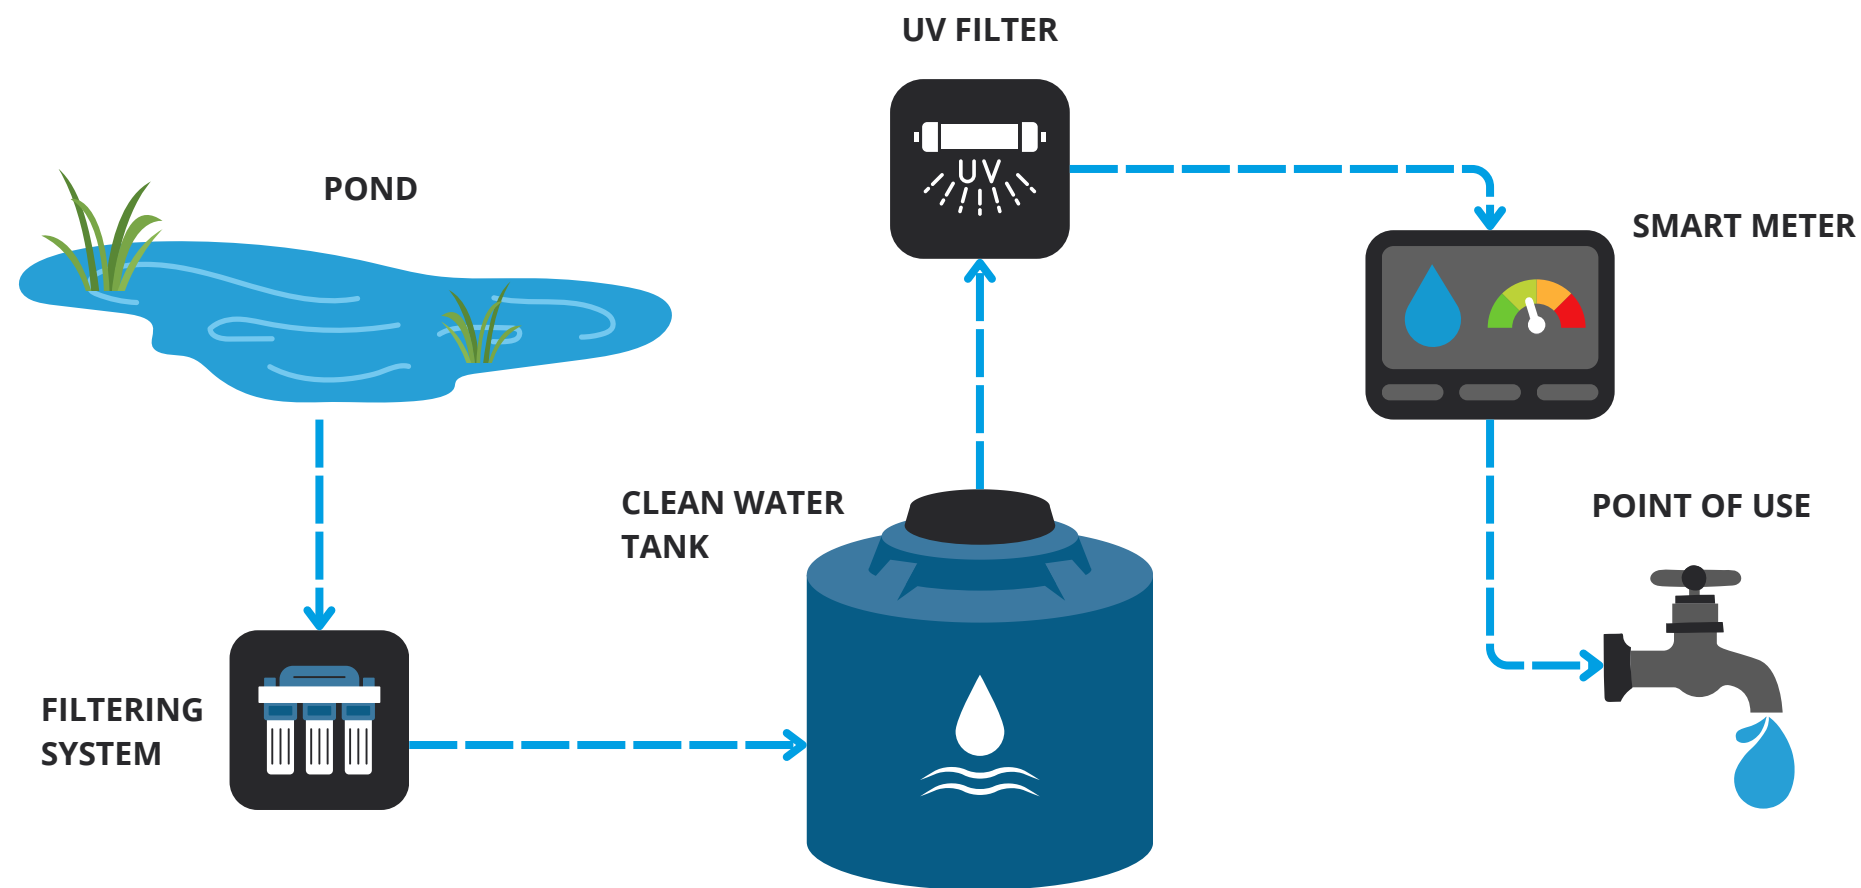 UV FILTER
UV
POND
SMART METER
CLEAN WATER
TANK
POINT OF USE
FILTERING
SYSTEM